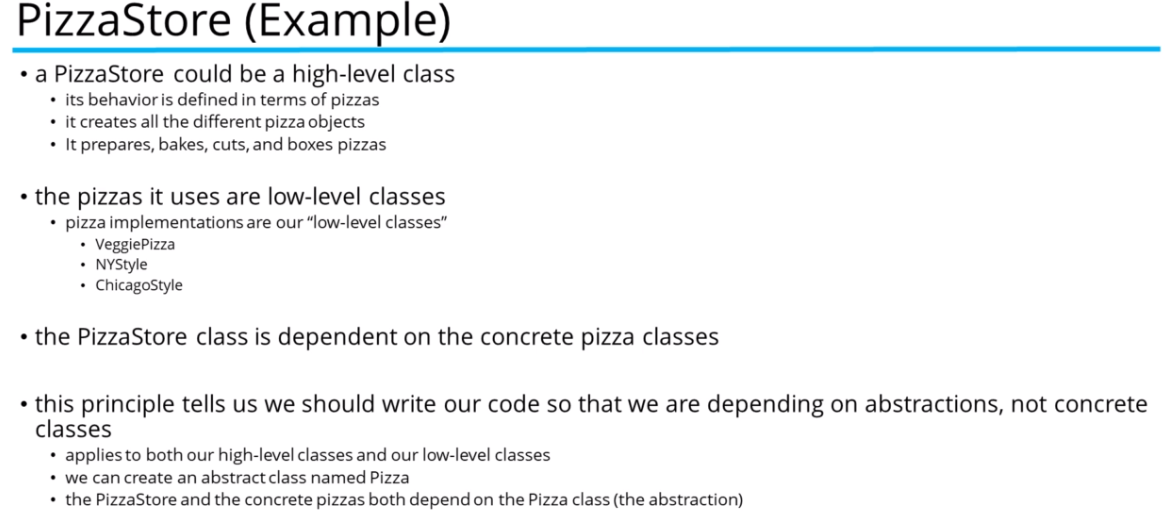 PizzaStore (Example)
• a PizzaStore could be a high-level class
• its behavior is defined in terms of pizzas
• it creates all the different pizza objects
• It prepares, bakes, cuts, and boxes pizzas
• the pizzas it uses are low-level classes
• pizza implementations are our “low-level classes”
• VeggiePizza
• NYStyle
• ChicagoStyle
• the PizzaStore class is dependent on the concrete pizza classes
• this principle tells us we should write our code so that we are depending on abstractions, not concrete
classes
• applies to both our high-level classes and our low-level classes
• we can create an abstract class named Pizza
• the PizzaStore and the concrete pizzas both depend on the Pizza class (the abstraction)